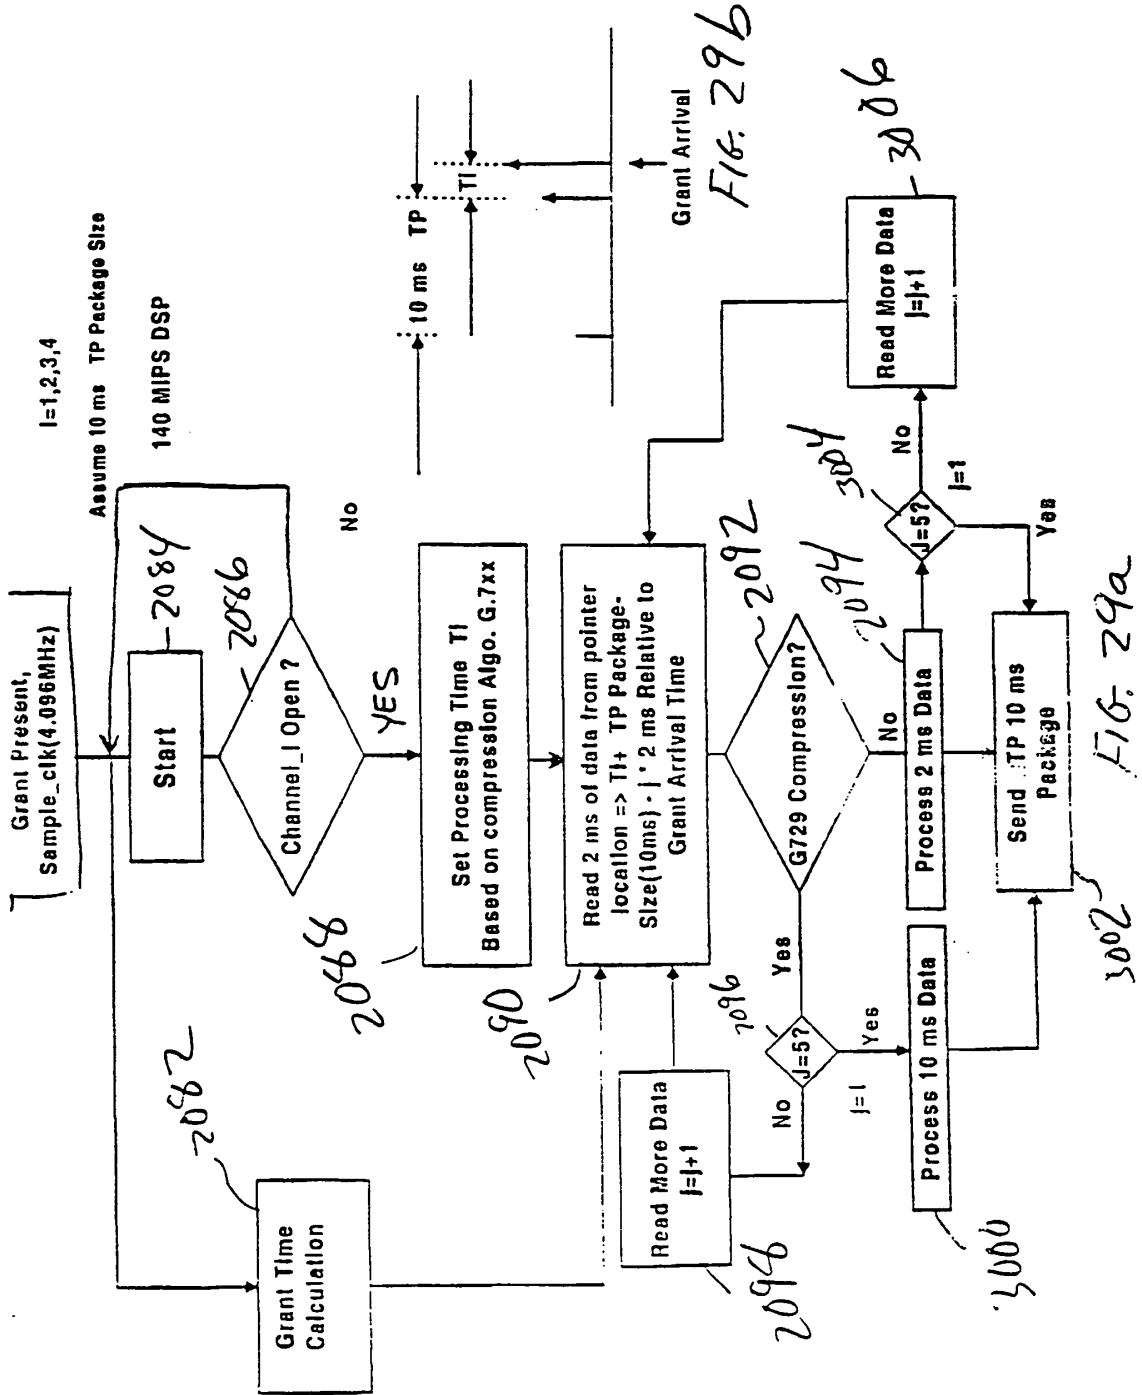 Grant Present,
Sample_clk(4.096MHz)
I=1,2,3,4
Assume 10 ms TP Package Size
140 MIPS DSP
2082
Grant Time
Calculation
Start
2084
Channel_I Open ?
2086
No
YES
2088
Set Processing Time TI
Based on compression Algo. G.7xx
2090
Read 2 ms of data from pointer
location => TI+ TP Package-
Size(10ms) - j * 2 ms Relative to
Grant Arrival Time
G729 Compression?
2092
Yes
No
2096
J=5?
No
Yes
j=1
Read More Data
j=j+1
2098
Process 10 ms Data
3000
Process 2 ms Data
2094
J=5?
3004
No
j=1
Yes
Read More Data
j=j+1
3006
Send TP 10 ms
Package
3002
FIG. 29a
10 ms TP
TI
Grant Arrival
FIG. 29b